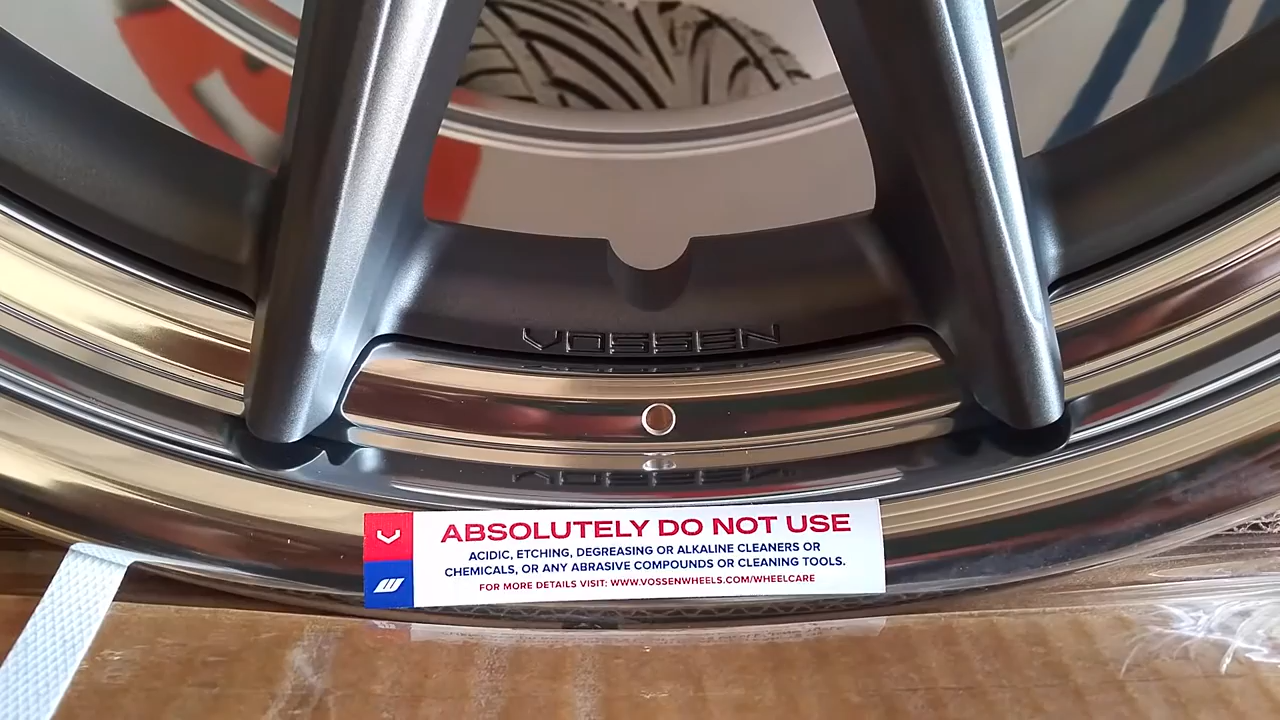 VOSSEN
ABSOLUTELY DO NOT USE
ACIDIC, ETCHING, DEGREASING OR ALKALINE CLEANERS OR
CHEMICALS, OR ANY ABRASIVE COMPOUNDS OR CLEANING TOOLS.
FOR MORE DETAILS VISIT: WWW.VOSSENWHEELS.COM/WHEELCARE